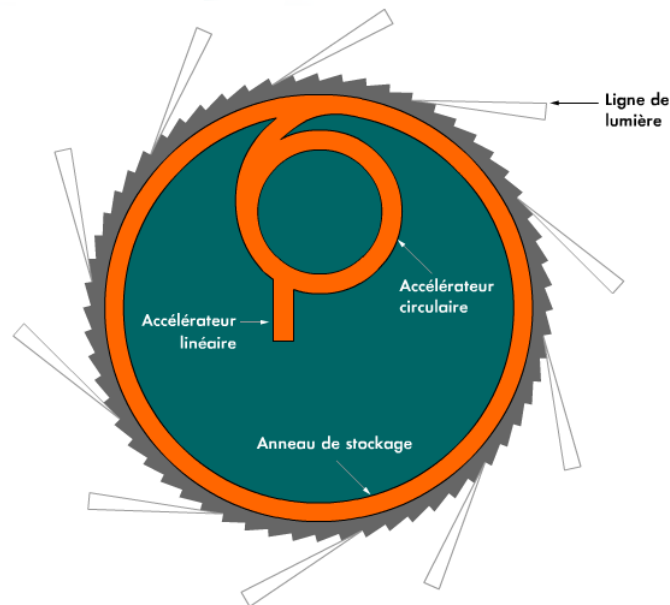 Ligne de
lumière
Accélérateur
circulaire
Accélérateur
linéaire
Anneau de stockage